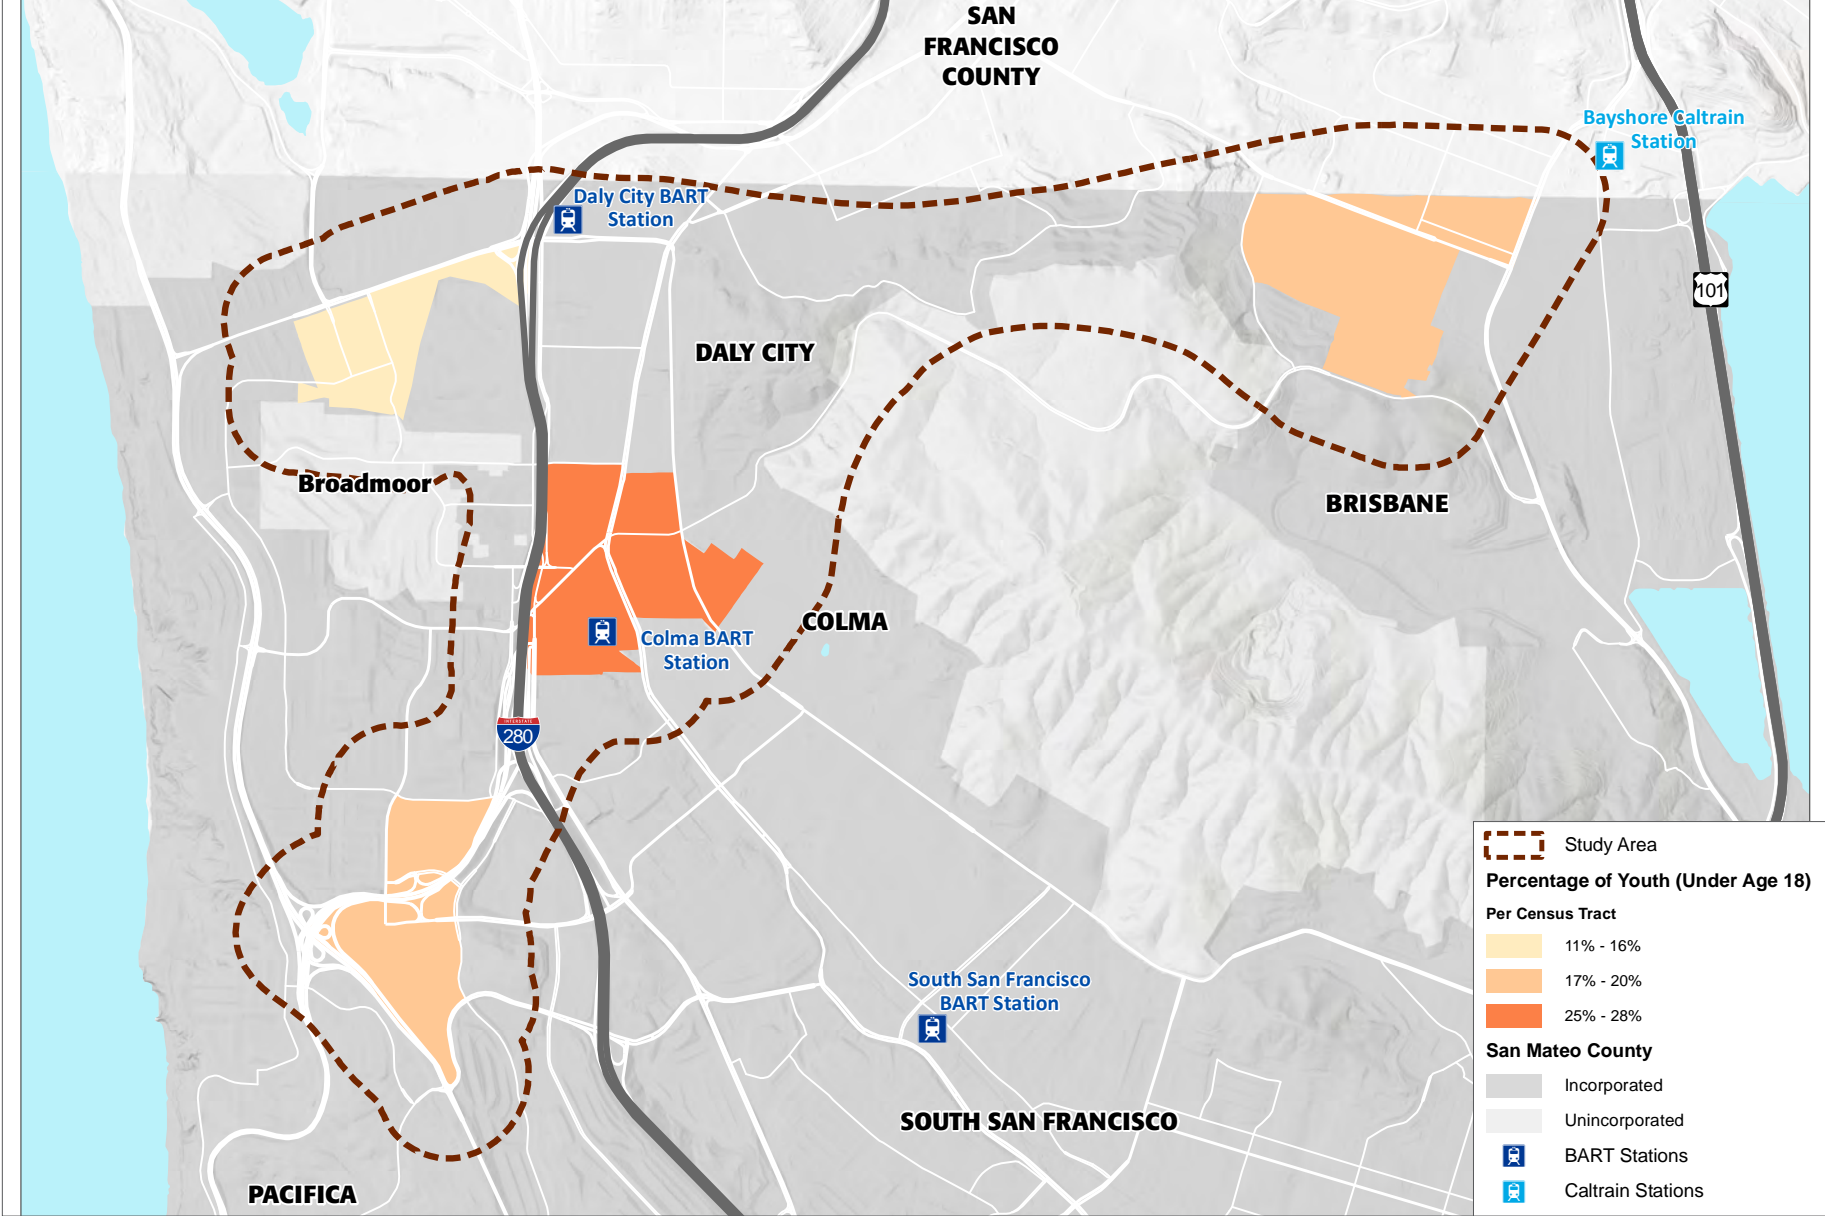 SAN
FRANCISCO
COUNTY
Bayshore Caltrain
Station
Daly City BART
Station
101
DALY CITY
Broadmoor
BRISBANE
COLMA
Colma BART
Station
INTERSTATE
280
South San Francisco
BART Station
SOUTH SAN FRANCISCO
PACIFICA
Study Area
Percentage of Youth (Under Age 18)
Per Census Tract
11% - 16%
17% - 20%
25% - 28%
San Mateo County
Incorporated
Unincorporated
BART Stations
Caltrain Stations